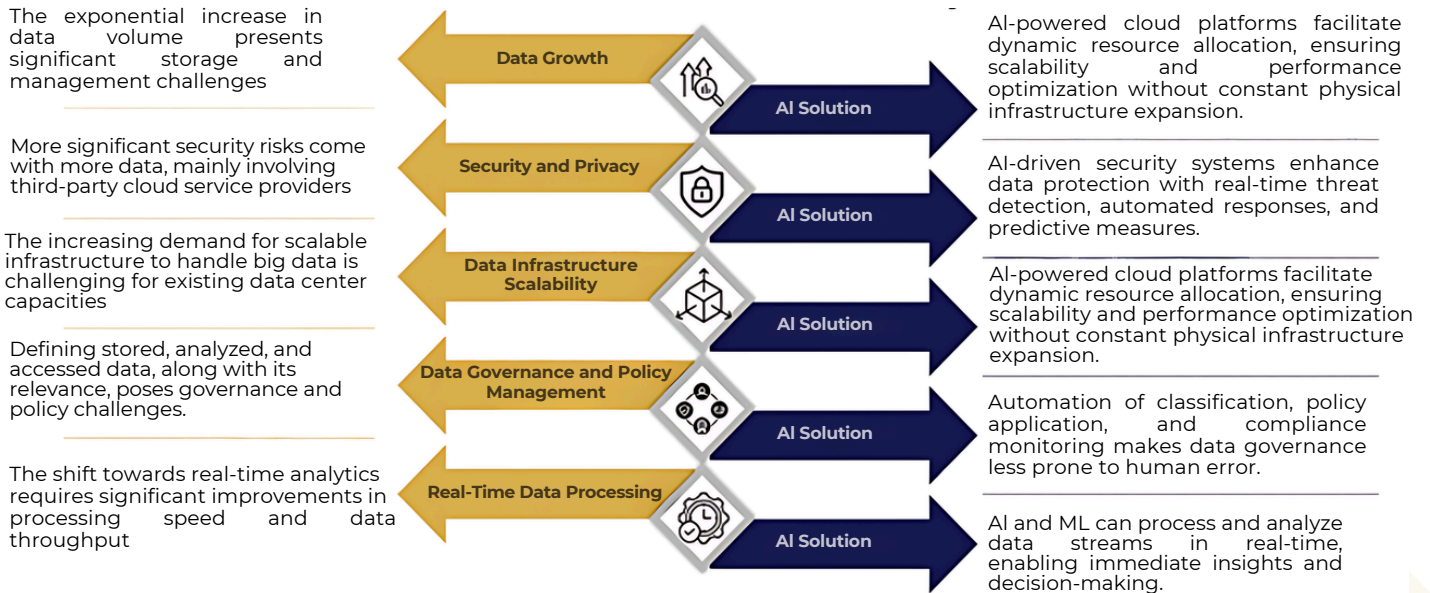 The exponential increase in
data volume presents
significant storage and
management challenges
Data Growth
AI Solution
AI-powered cloud platforms facilitate
dynamic resource allocation, ensuring
scalability and performance
optimization without constant physical
infrastructure expansion.
More significant security risks come
with more data, mainly involving
third-party cloud service providers
Security and Privacy
AI Solution
AI-driven security systems enhance
data protection with real-time threat
detection, automated responses, and
predictive measures.
The increasing demand for scalable
infrastructure to handle big data is
challenging for existing data center
capacities
Data Infrastructure
Scalability
AI Solution
AI-powered cloud platforms facilitate
dynamic resource allocation, ensuring
scalability and performance optimization
without constant physical infrastructure
expansion.
Defining stored, analyzed, and
accessed data, along with its
relevance, poses governance and
policy challenges.
Data Governance and Policy
Management
AI Solution
Automation of classification, policy
application, and compliance
monitoring makes data governance
less prone to human error.
The shift towards real-time analytics
requires significant improvements in
processing speed and data
throughput
Real-Time Data Processing
AI Solution
AI and ML can process and analyze
data streams in real-time,
enabling immediate insights and
decision-making.